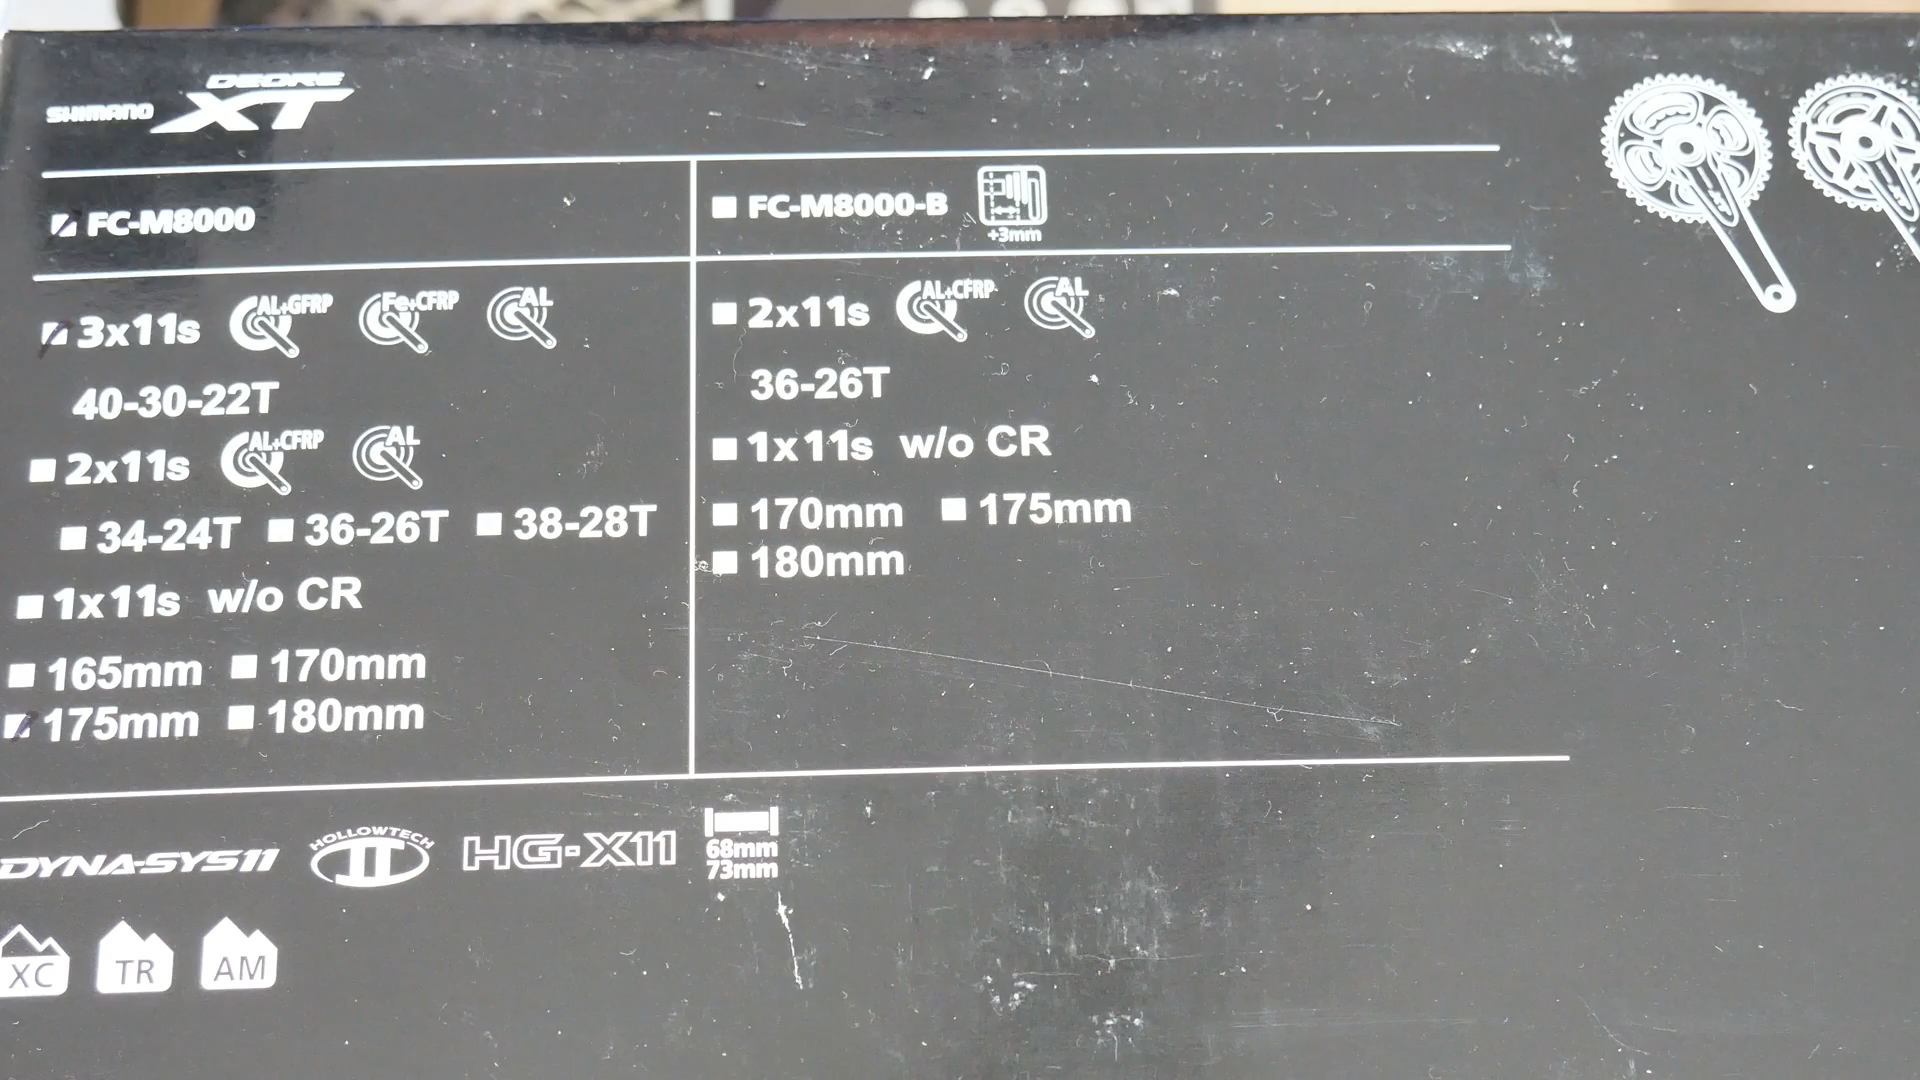 SHIMANO DEORE XT
FC-M8000
3x11s AL+GFRP Fe+CFRP AL
40-30-22T
2x11s AL+CFRP AL
34-24T 36-26T 38-28T
1x11s w/o CR
165mm 170mm
175mm 180mm
FC-M8000-B
+3mm
2x11s AL+CFRP AL
36-26T
1x11s w/o CR
170mm 175mm
180mm
DYNA-SYS11 HOLLOWTECH II HG-X11 68mm
73mm
XC TR AM